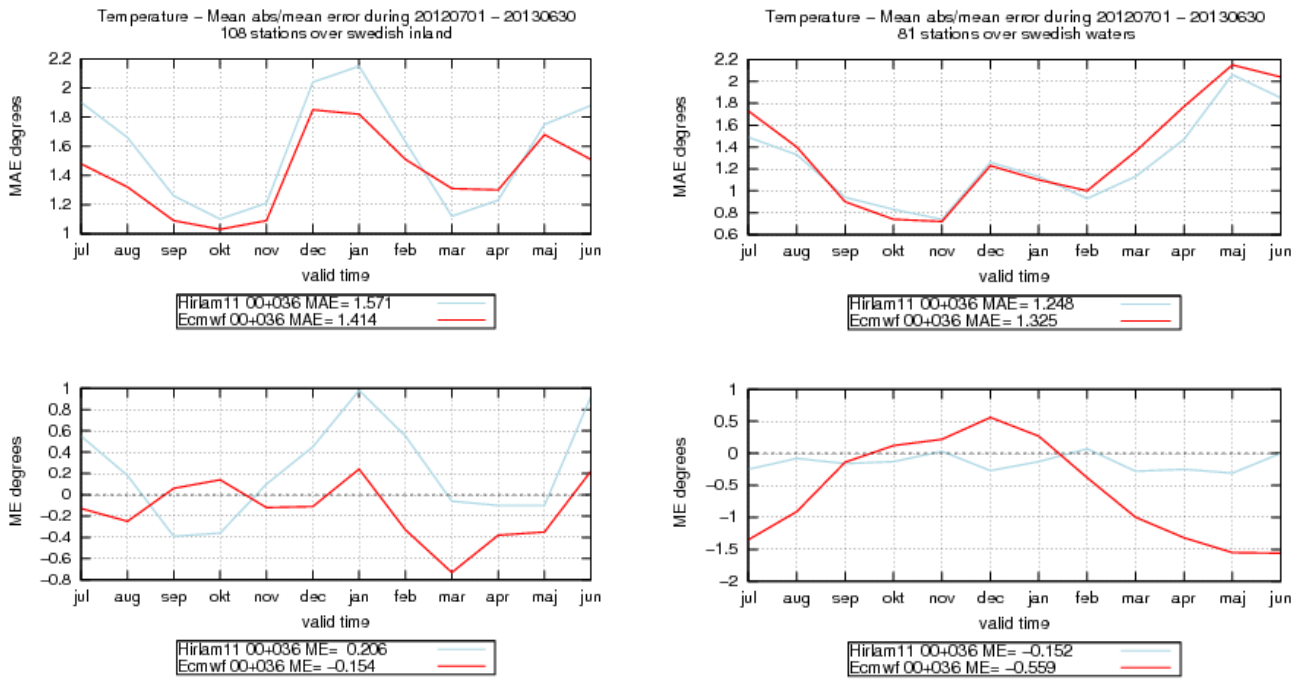 Temperature – Mean abs/mean error during 20120701 – 20130630
108 stations over swedish inland
MAE degrees
2.2
2
1.8
1.6
1.4
1.2
1
jul aug sep okt nov dec jan feb mar apr maj jun
valid time
Hirlam11 00+036 MAE= 1.571
Ecmwf 00+036 MAE= 1.414
Temperature – Mean abs/mean error during 20120701 – 20130630
81 stations over swedish waters
MAE degrees
2.2
2
1.8
1.6
1.4
1.2
1
0.8
0.6
jul aug sep okt nov dec jan feb mar apr maj jun
valid time
Hirlam11 00+036 MAE= 1.248
Ecmwf 00+036 MAE= 1.325
ME degrees
1
0.8
0.6
0.4
0.2
0
−0.2
−0.4
−0.6
−0.8
jul aug sep okt nov dec jan feb mar apr maj jun
valid time
Hirlam11 00+036 ME= 0.206
Ecmwf 00+036 ME= −0.154
ME degrees
1
0.5
0
−0.5
−1
−1.5
−2
jul aug sep okt nov dec jan feb mar apr maj jun
valid time
Hirlam11 00+036 ME= −0.152
Ecmwf 00+036 ME= −0.559